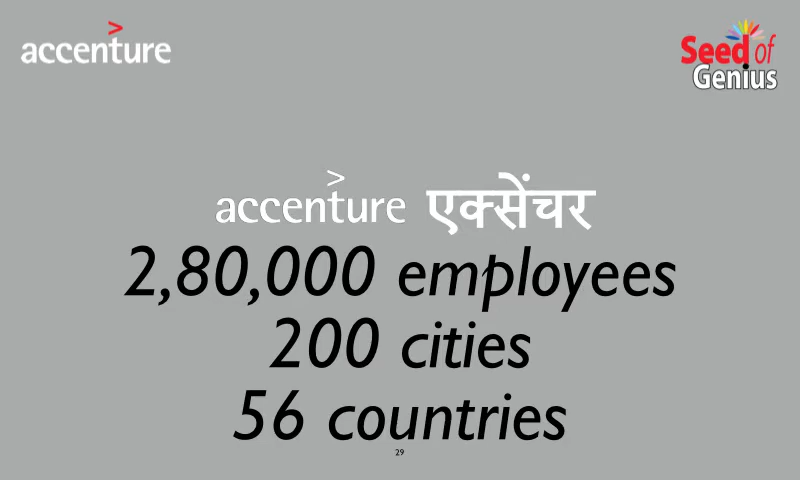 accenture
Seed of
Genius
accenture एक्सेंचर
2,80,000 employees
200 cities
56 countries
29